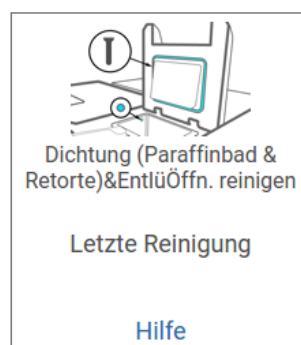 Dichtung (Paraffinbad &
Retorte)&EntlüÖffn. reinigen
Letzte Reinigung
Hilfe